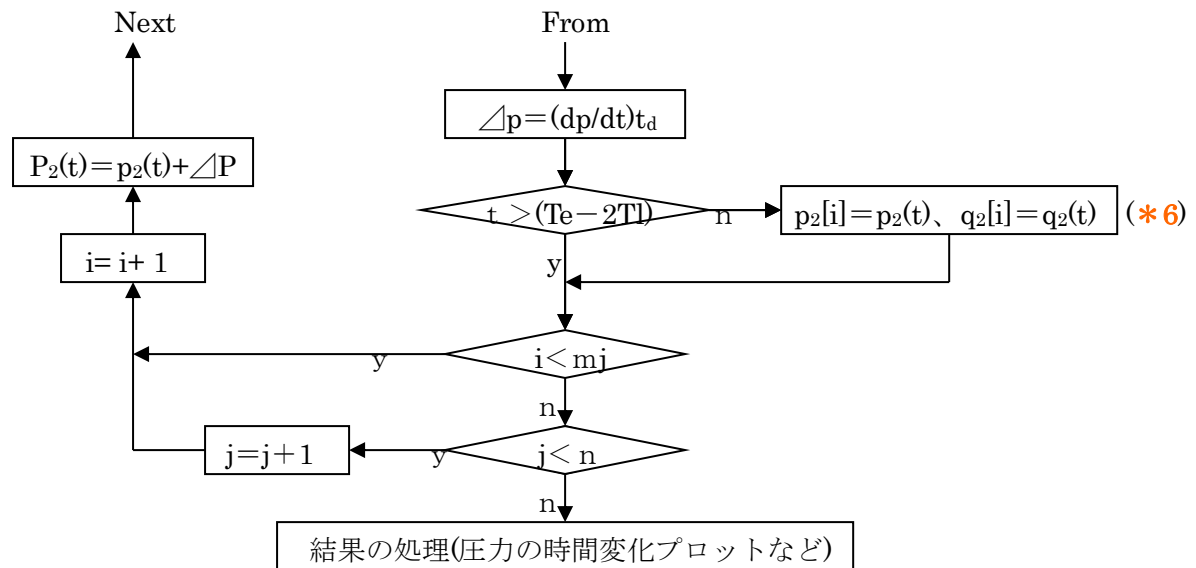 Next
From
⊿p＝(dp/dt)td
P2(t)＝p2(t)+⊿P
t ＞(Te－2Tl)
n
p2[i]＝p2(t)、q2[i]＝q2(t)
(＊6)
i= i+ 1
y
i＜mj
y
n
j＝j＋1
y
j＜n
n
結果の処理(圧力の時間変化プロットなど)